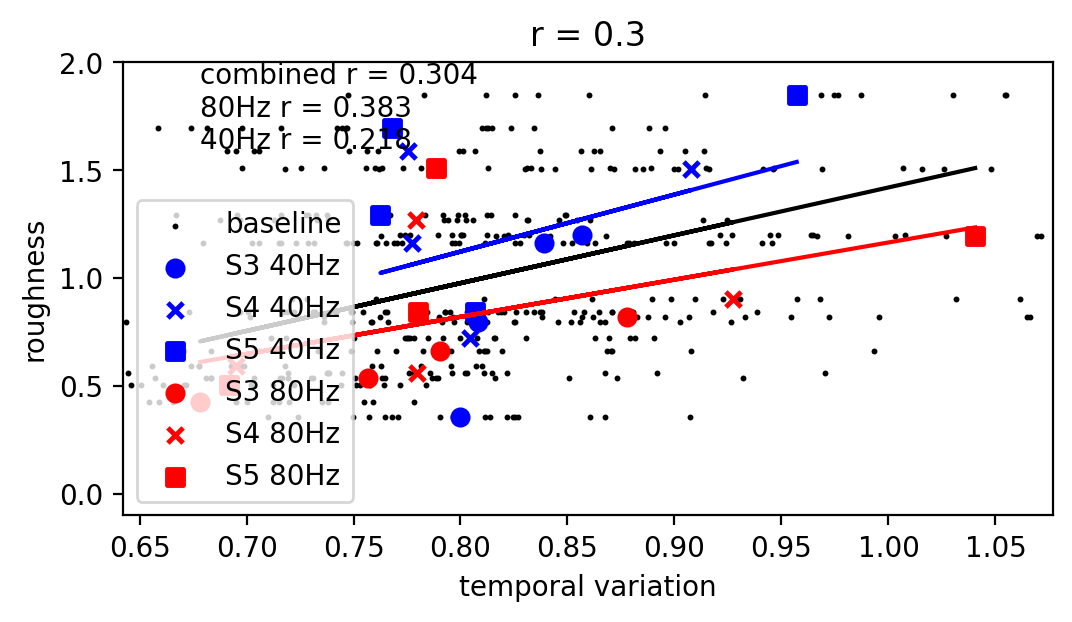 r = 0.3
combined r = 0.304
80Hz r = 0.383
40Hz r = 0.218
baseline
S3 40Hz
S4 40Hz
S5 40Hz
S3 80Hz
S4 80Hz
S5 80Hz
2.0
1.5
1.0
0.5
0.0
roughness
0.65 0.70 0.75 0.80 0.85 0.90 0.95 1.00 1.05
temporal variation